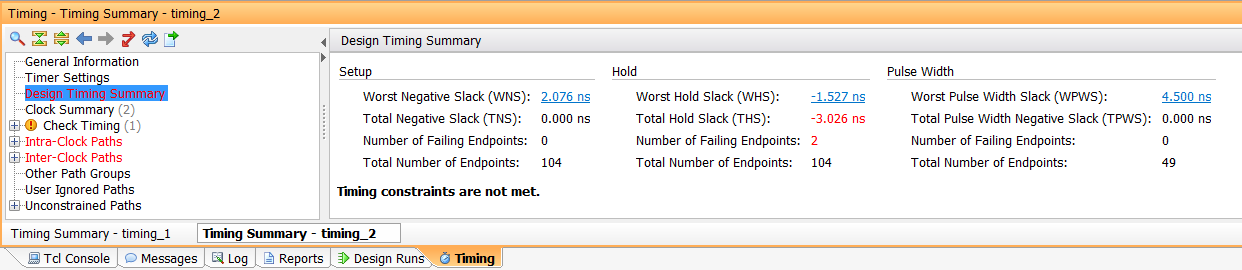 Timing - Timing Summary - timing_2
General Information
Timer Settings
Design Timing Summary
Clock Summary (2)
Check Timing (1)
Intra-Clock Paths
Inter-Clock Paths
Other Path Groups
User Ignored Paths
Unconstrained Paths
Design Timing Summary
Setup Hold Pulse Width
Worst Negative Slack (WNS): 2.076 ns Worst Hold Slack (WHS): -1.527 ns Worst Pulse Width Slack (WPWS): 4.500 ns
Total Negative Slack (TNS): 0.000 ns Total Hold Slack (THS): -3.026 ns Total Pulse Width Negative Slack (TPWS): 0.000 ns
Number of Failing Endpoints: 0 Number of Failing Endpoints: 2 Number of Failing Endpoints: 0
Total Number of Endpoints: 104 Total Number of Endpoints: 104 Total Number of Endpoints: 49
Timing constraints are not met.
Timing Summary - timing_1 Timing Summary - timing_2
Tcl Console Messages Log Reports Design Runs Timing